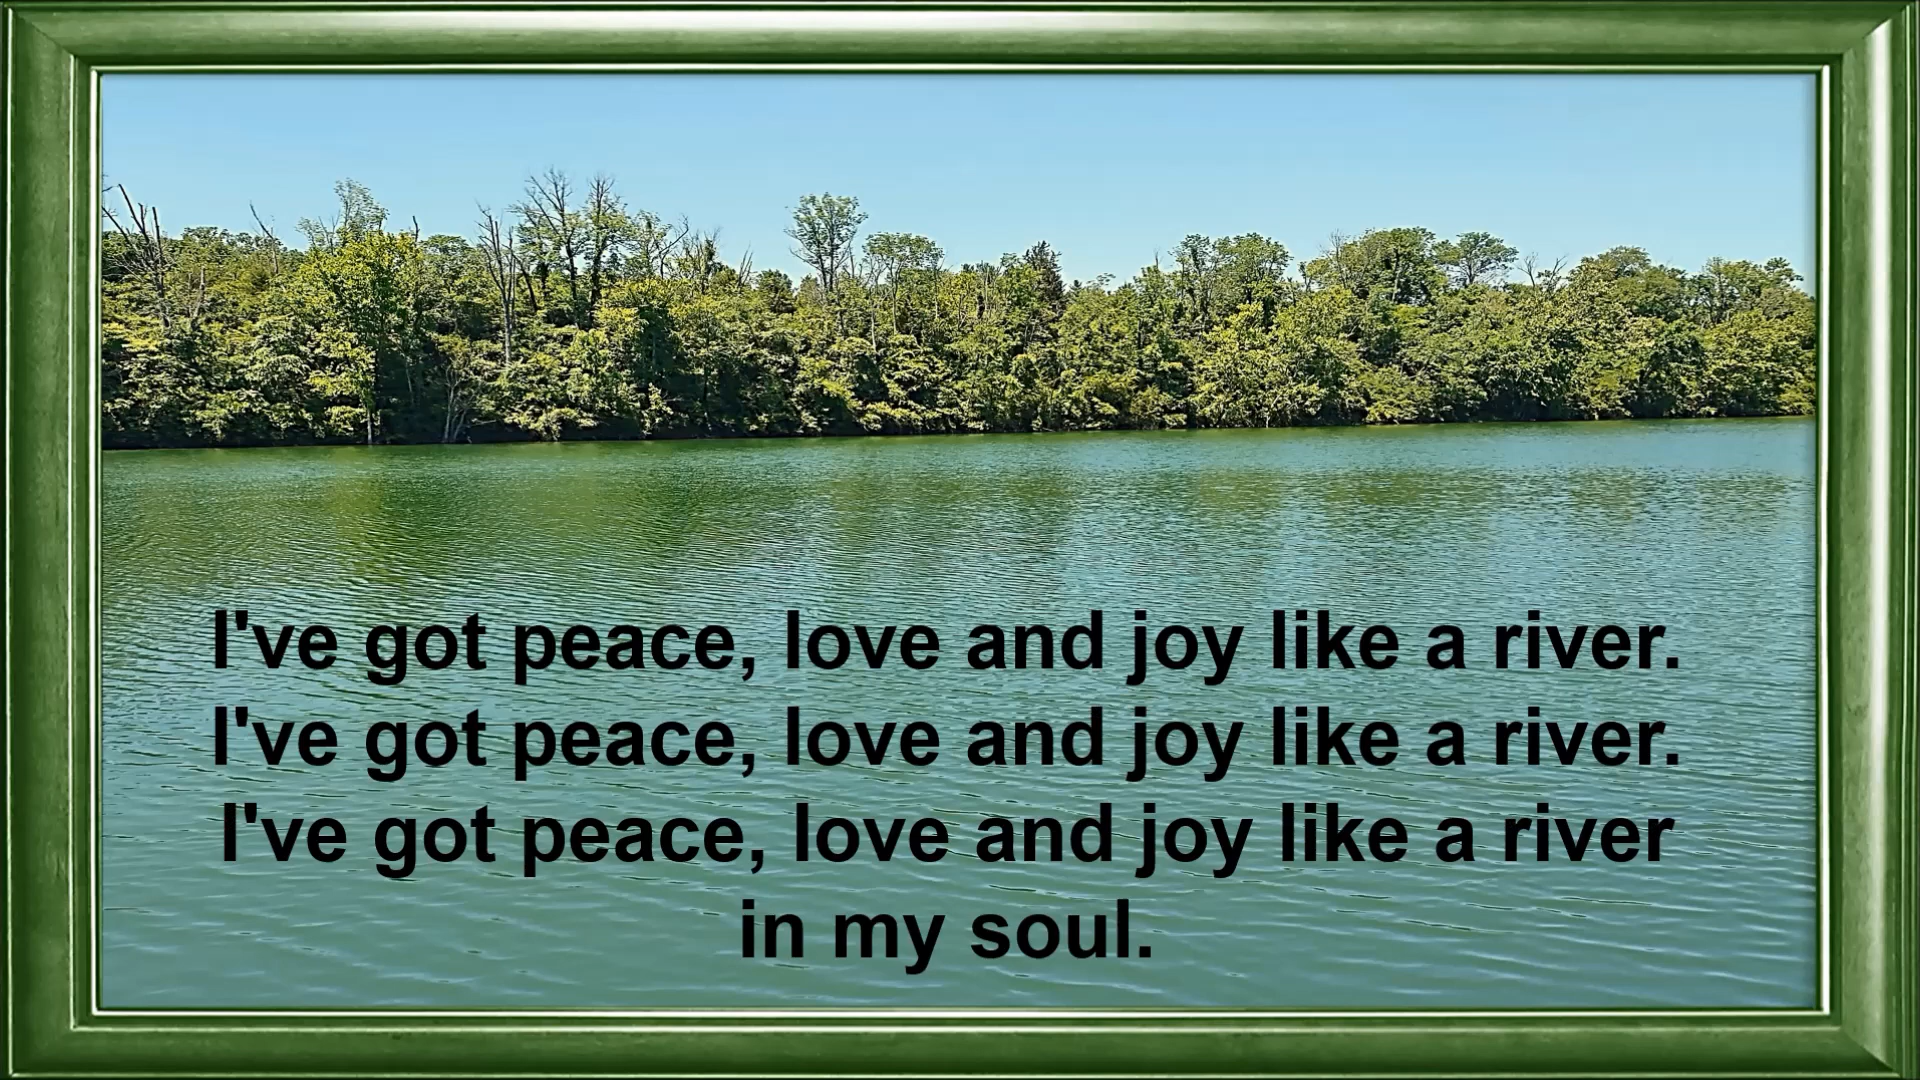 I've got peace, love and joy like a river.
I've got peace, love and joy like a river.
I've got peace, love and joy like a river
in my soul.